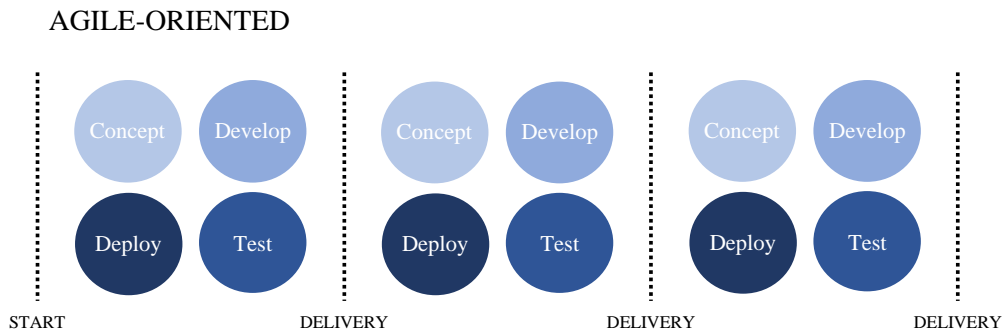 AGILE-ORIENTED
Concept Develop Concept Develop Concept Develop
Deploy Test Deploy Test Deploy Test
START DELIVERY DELIVERY DELIVERY